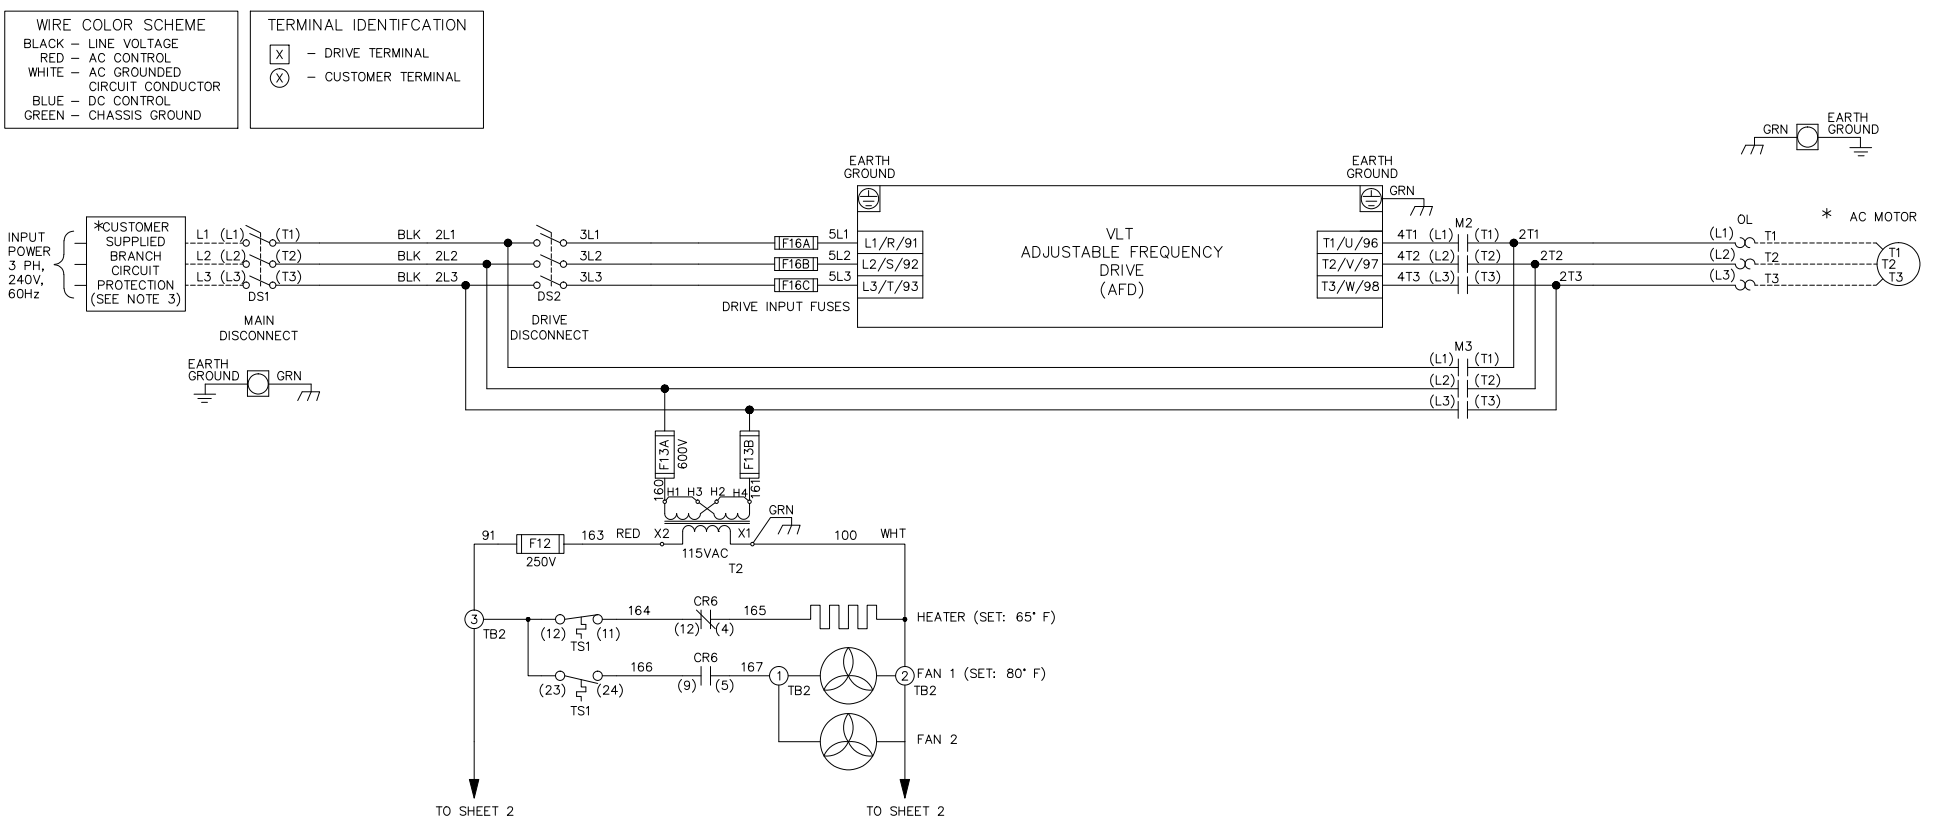 WIRE COLOR SCHEME
BLACK – LINE VOLTAGE
RED – AC CONTROL
WHITE – AC GROUNDED
CIRCUIT CONDUCTOR
BLUE – DC CONTROL
GREEN – CHASSIS GROUND
TERMINAL IDENTIFCATION
X – DRIVE TERMINAL
X – CUSTOMER TERMINAL
GRN
EARTH
GROUND
EARTH
GROUND
EARTH
GROUND
GRN
INPUT
POWER
3 PH,
240V,
60Hz
*CUSTOMER
SUPPLIED
BRANCH
CIRCUIT
PROTECTION
(SEE NOTE 3)
L1 (L1) (T1) BLK 2L1 3L1 F16A 5L1 L1/R/91
L2 (L2) (T2) BLK 2L2 3L2 F16B 5L2 L2/S/92
L3 (L3) (T3) BLK 2L3 3L3 F16C 5L3 L3/T/93
DS1
MAIN
DISCONNECT
DS2
DRIVE
DISCONNECT
DRIVE INPUT FUSES
VLT
ADJUSTABLE FREQUENCY
DRIVE
(AFD)
M2
OL
* AC MOTOR
T1/U/96 4T1 (L1) (T1) 2T1 (L1) T1 T1
T2/V/97 4T2 (L2) (T2) 2T2 (L2) T2 T2
T3/W/98 4T3 (L3) (T3) 2T3 (L3) T3 T3
EARTH
GROUND
GRN
M3
(L1) (T1)
(L2) (T2)
(L3) (T3)
F13A
600V
F13B
160
161
H1 H3 H2 H4
GRN
91 F12 163 RED X2 X1 100 WHT
250V
115VAC
T2
3
TB2
(12) (11)
TS1
164
CR6
(12) (4)
165
HEATER (SET: 65° F)
(23) (24)
TS1
166
CR6
(9) (5)
167
1
TB2
2
TB2
FAN 1 (SET: 80° F)
FAN 2
TO SHEET 2
TO SHEET 2